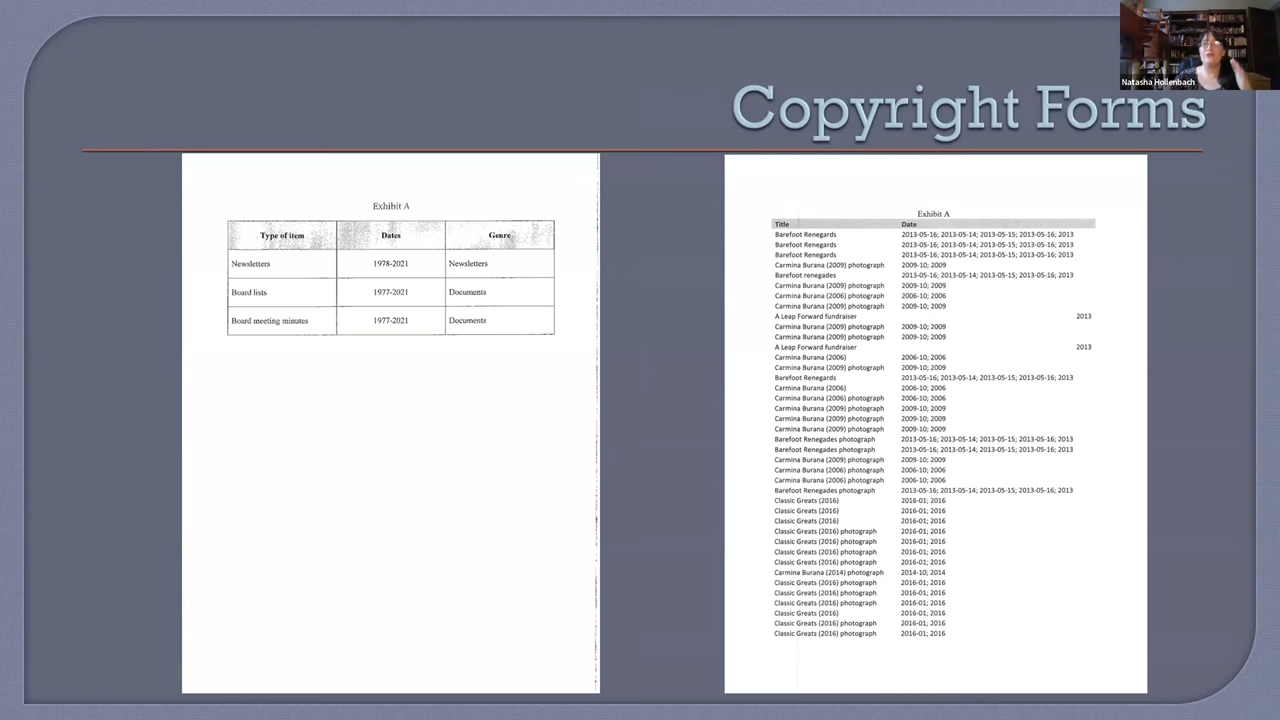 Natasha Hollenbach
Copyright Forms
Exhibit A
Type of item Dates Genre
Newsletters 1978-2021 Newsletters
Board lists 1977-2021 Documents
Board meeting minutes 1977-2021 Documents
Exhibit A
Title Date
Barefoot Renegards 2013-05-16; 2013-05-14; 2013-05-15; 2013-05-16; 2013
Barefoot Renegards 2013-05-16; 2013-05-14; 2013-05-15; 2013-05-16; 2013
Barefoot Renegards 2013-05-16; 2013-05-14; 2013-05-15; 2013-05-16; 2013
Carmina Burana (2009) photograph 2009-10; 2009
Barefoot renegades 2013-05-16; 2013-05-14; 2013-05-15; 2013-05-16; 2013
Carmina Burana (2009) photograph 2009-10; 2009
Carmina Burana (2006) photograph 2006-10; 2006
Carmina Burana (2009) photograph 2009-10; 2009
A Leap Forward fundraiser 2013
Carmina Burana (2009) photograph 2009-10; 2009
Carmina Burana (2009) photograph 2009-10; 2009
A Leap Forward fundraiser 2013
Carmina Burana (2006) 2006-10; 2006
Carmina Burana (2009) photograph 2009-10; 2009
Barefoot Renegards 2013-05-16; 2013-05-14; 2013-05-15; 2013-05-16; 2013
Carmina Burana (2006) 2006-10; 2006
Carmina Burana (2006) photograph 2006-10; 2006
Carmina Burana (2009) photograph 2009-10; 2009
Carmina Burana (2009) photograph 2009-10; 2009
Carmina Burana (2009) photograph 2009-10; 2009
Barefoot Renegades photograph 2013-05-16; 2013-05-14; 2013-05-15; 2013-05-16; 2013
Barefoot Renegades photograph 2013-05-16; 2013-05-14; 2013-05-15; 2013-05-16; 2013
Carmina Burana (2009) photograph 2009-10; 2009
Carmina Burana (2006) photograph 2006-10; 2006
Carmina Burana (2006) photograph 2006-10; 2006
Barefoot Renegades photograph 2013-05-16; 2013-05-14; 2013-05-15; 2013-05-16; 2013
Classic Greats (2016) 2016-01; 2016
Classic Greats (2016) 2016-01; 2016
Classic Greats (2016) 2016-01; 2016
Classic Greats (2016) photograph 2016-01; 2016
Classic Greats (2016) photograph 2016-01; 2016
Classic Greats (2016) photograph 2016-01; 2016
Classic Greats (2016) photograph 2016-01; 2016
Carmina Burana (2014) photograph 2014-10; 2014
Classic Greats (2016) photograph 2016-01; 2016
Classic Greats (2016) photograph 2016-01; 2016
Classic Greats (2016) photograph 2016-01; 2016
Classic Greats (2016) 2016-01; 2016
Classic Greats (2016) photograph 2016-01; 2016
Classic Greats (2016) photograph 2016-01; 2016